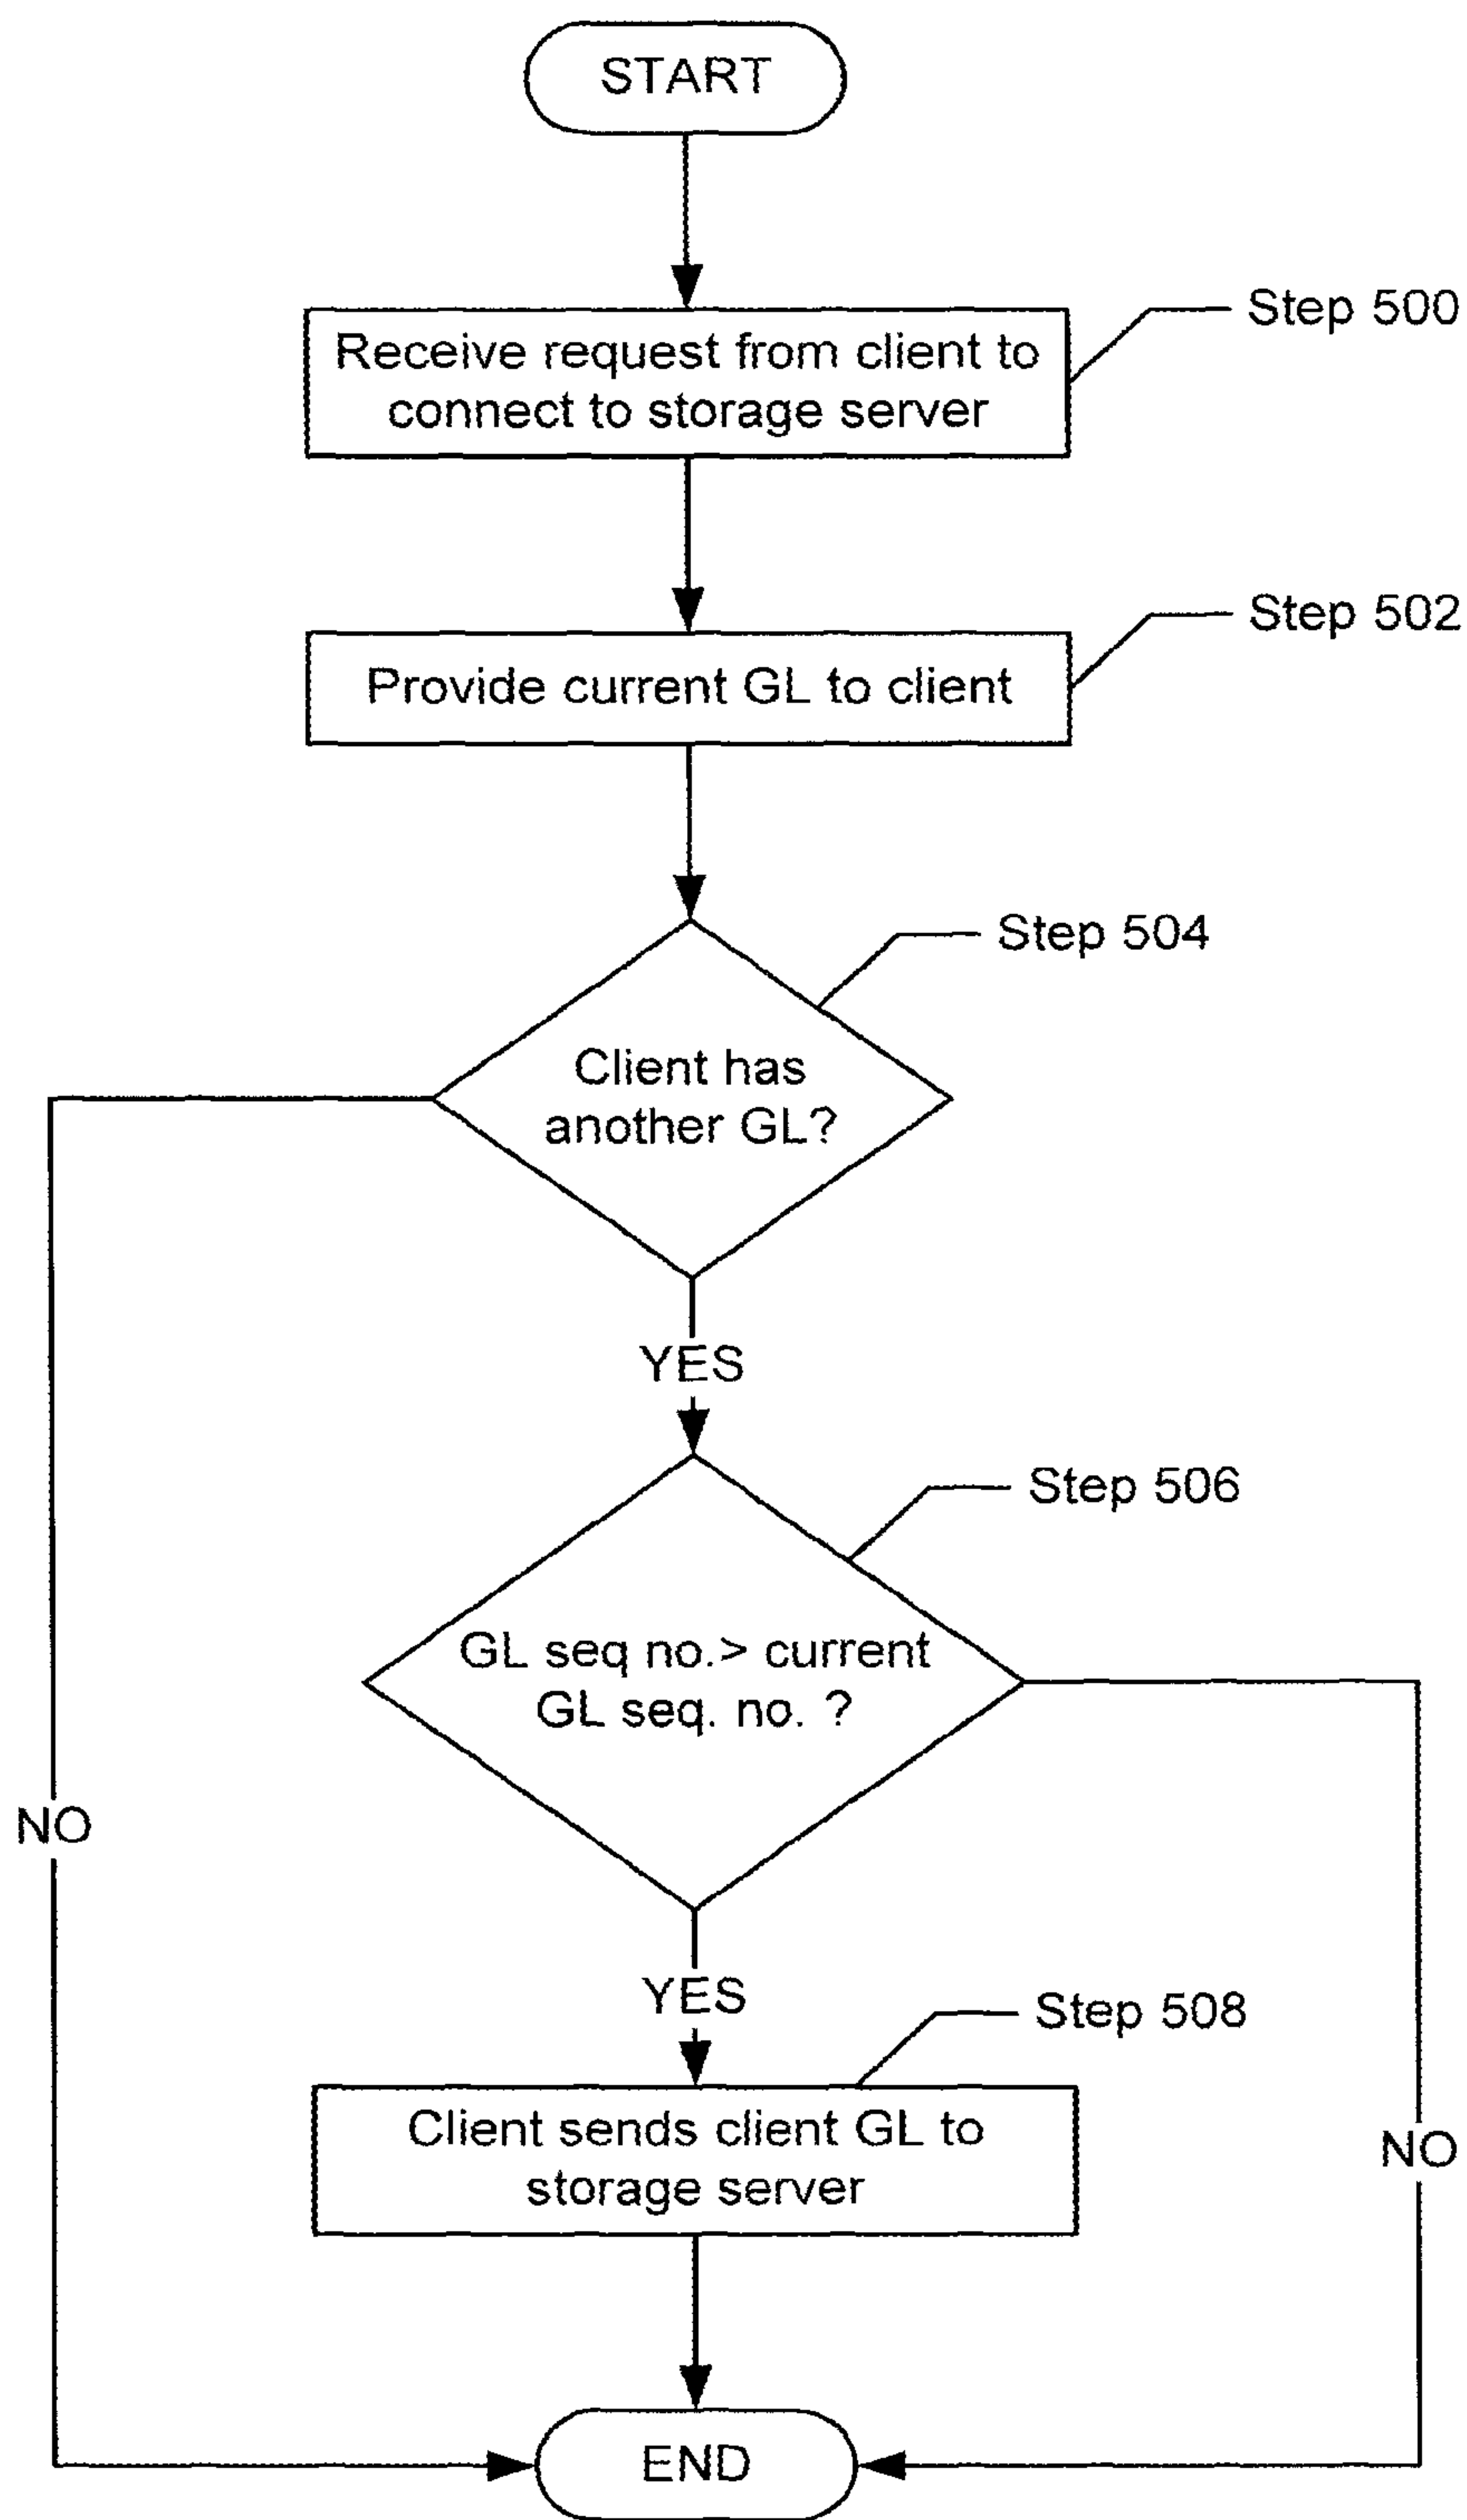 START
Step 500
Receive request from client to
connect to storage server
Step 502
Provide current GL to client
Step 504
Client has
another GL?
YES
Step 506
GL seq no.> current
GL seq. no. ?
NO
YES
Step 508
Client sends client GL to
storage server
NO
END